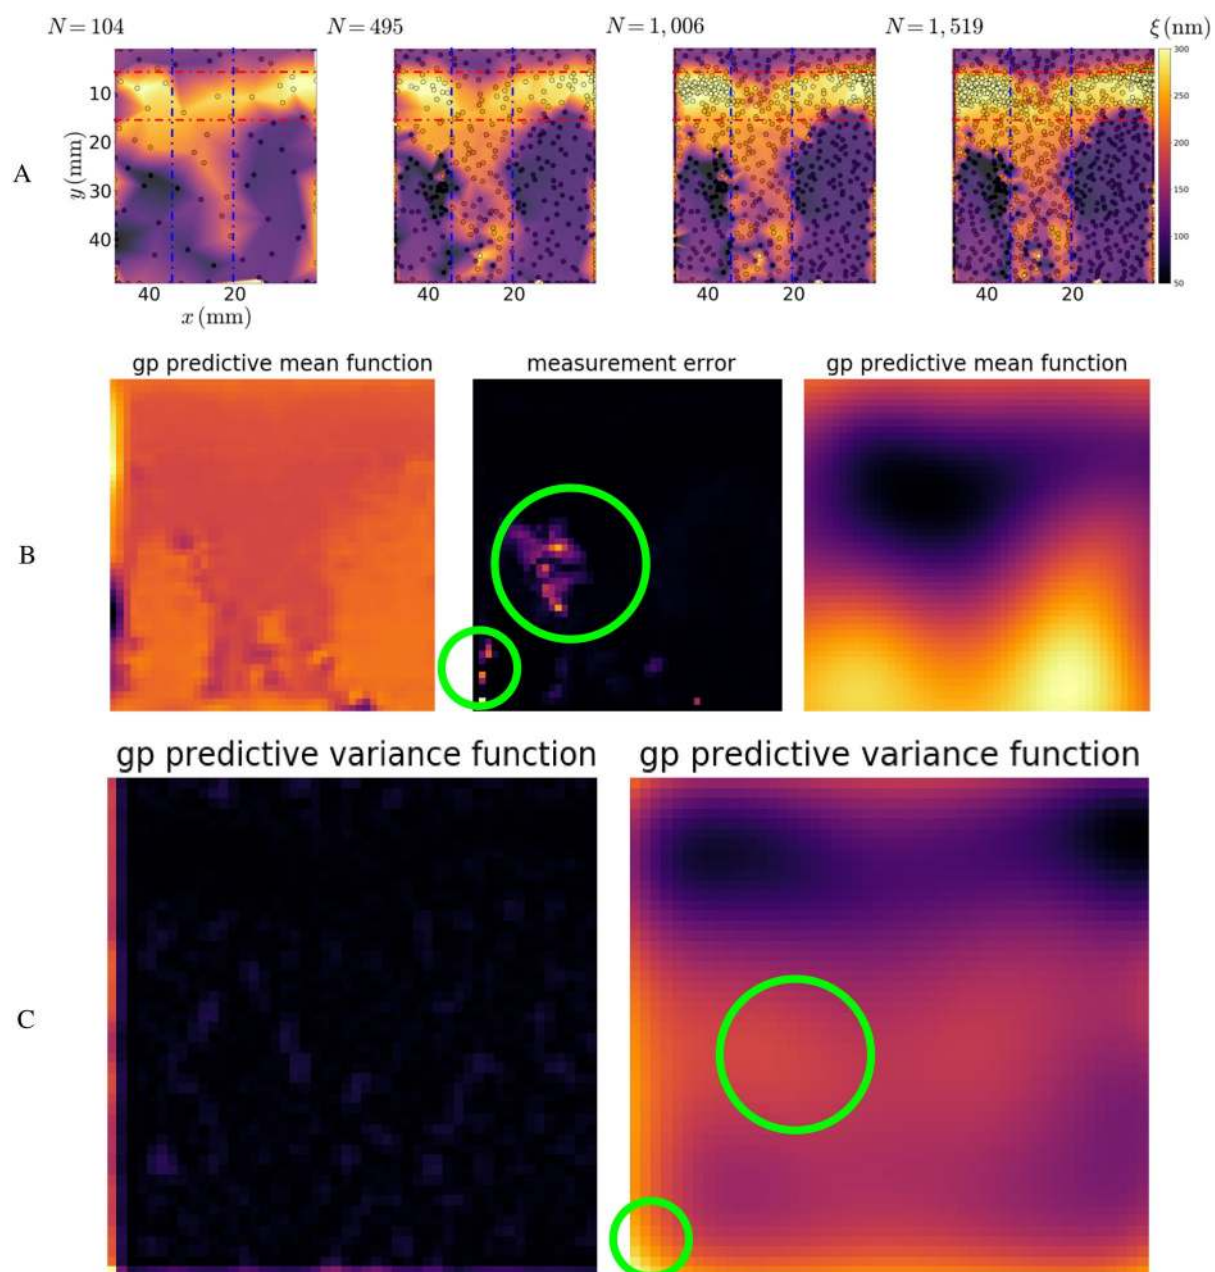 N = 104 N = 495 N = 1,006 N = 1,519 ξ (nm)
300
250
200
150
100
50
10
20
30
40
y (mm)
A
40 20 40 20 40 20 40 20
x (mm)
gp predictive mean function measurement error gp predictive mean function
B
gp predictive variance function gp predictive variance function
C